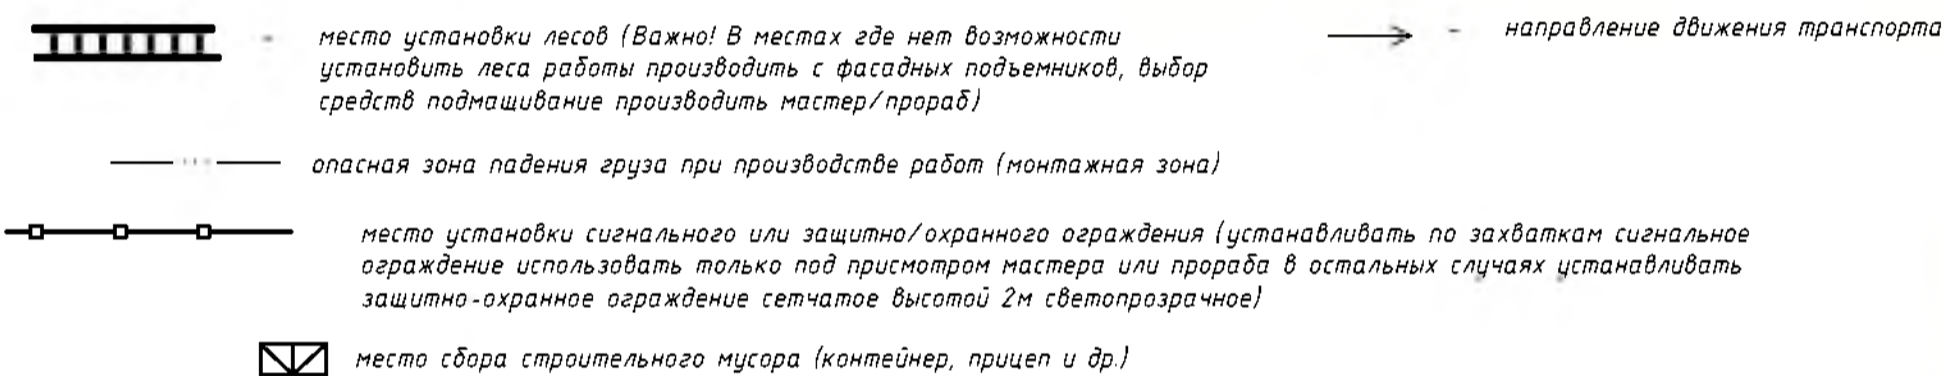 место установки лесов (Важно! В местах где нет возможности
установить леса работы производить с фасадных подъемников, выбор
средств подмащивание производить мастер/прораб)
- направление движения транспорта
опасная зона падения груза при производстве работ (монтажная зона)
место установки сигнального или защитно/охранного ограждения (устанавливать по захваткам сигнальное
ограждение использовать только под присмотром мастера или прораба в остальных случаях устанавливать
защитно-охранное ограждение сетчатое высотой 2м светопрозрачное)
место сбора строительного мусора (контейнер, прицеп и др.)